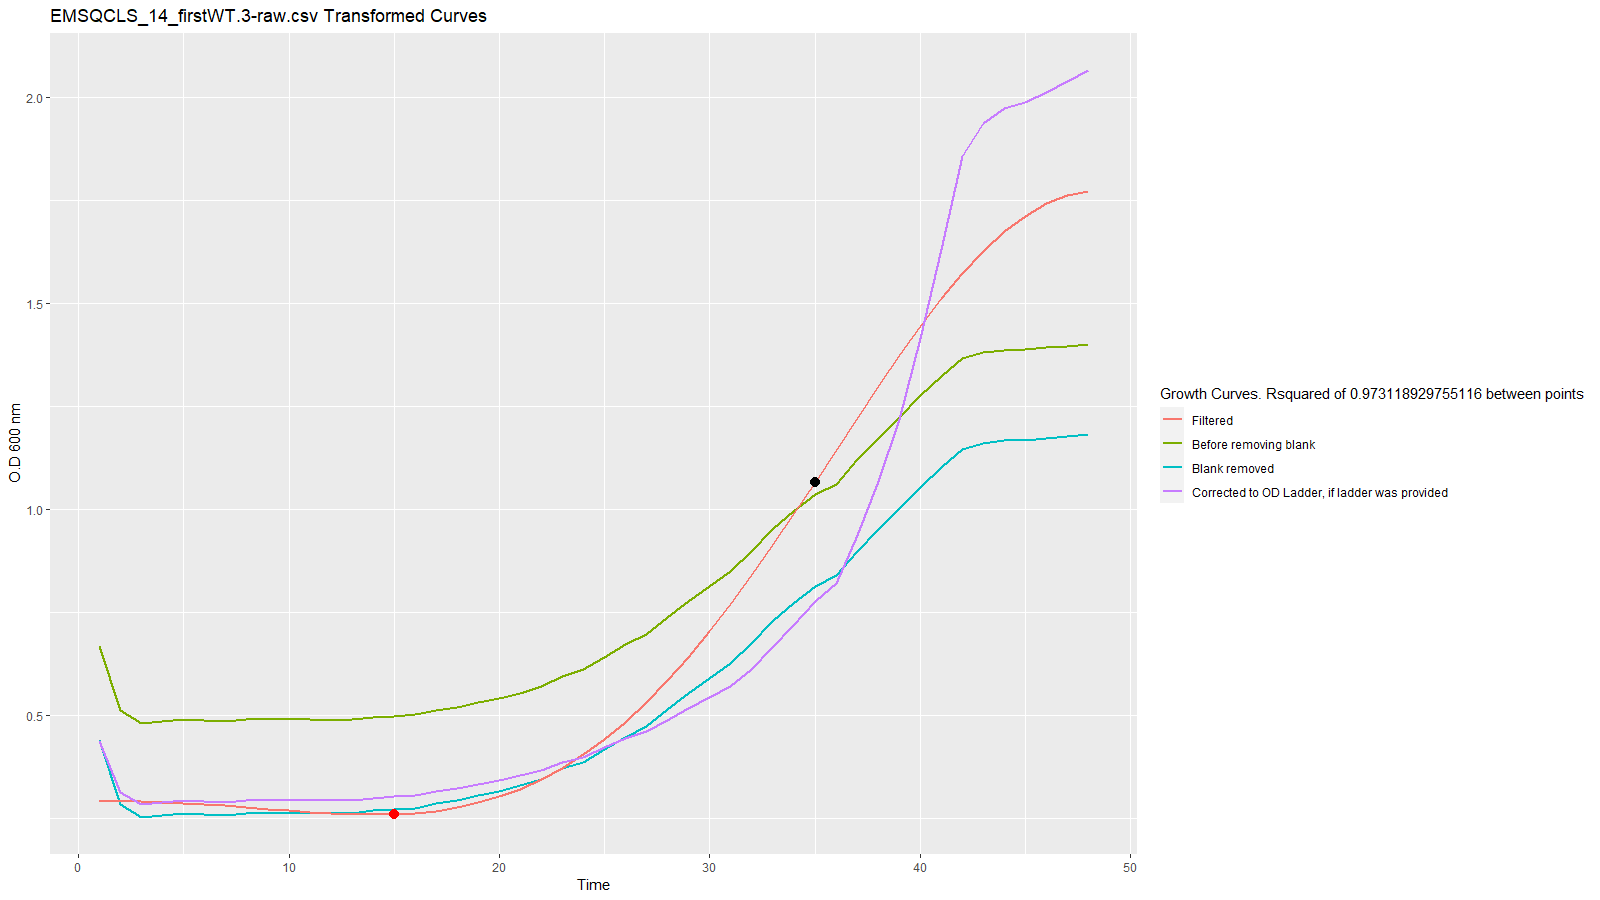 EMSQCLS_14_firstWT.3-raw.csv Transformed Curves
2.0
1.5
1.0
0.5
O.D 600 nm
0 10 20 30 40 50
Time
Growth Curves. Rsquared of 0.973118929755116 between points
Filtered
Before removing blank
Blank removed
Corrected to OD Ladder, if ladder was provided